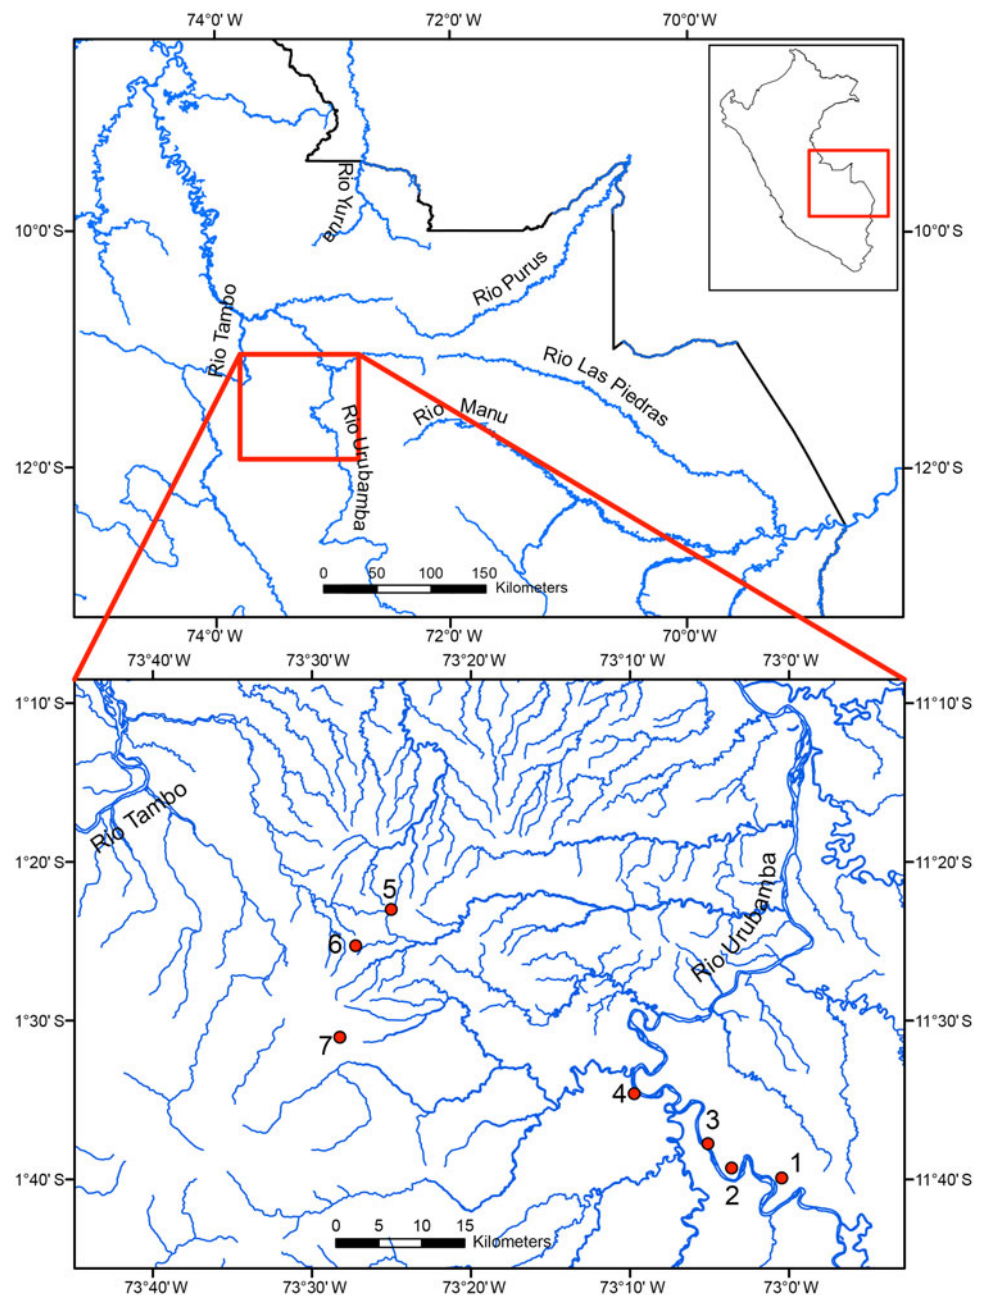 74°0' W 72°0' W 70°0' W
10°0' S 10°0' S
12°0' S 12°0' S
Rio Yurua
Rio Purus
Rio Tambo
Rio Las Piedras
Rio Manu
Rio Urubamba
0 50 100 150
Kilometers
74°0' W 72°0' W 70°0' W
73°40' W 73°30' W 73°20' W 73°10' W 73°0' W
1°10' S 11°10' S
Rio Tambo
1°20' S 11°20' S
Rio Urubamba
5
6
1°30' S 11°30' S
7
4
3
1
2
1°40' S 11°40' S
0 5 10 15
Kilometers
73°40' W 73°30' W 73°20' W 73°10' W 73°0' W